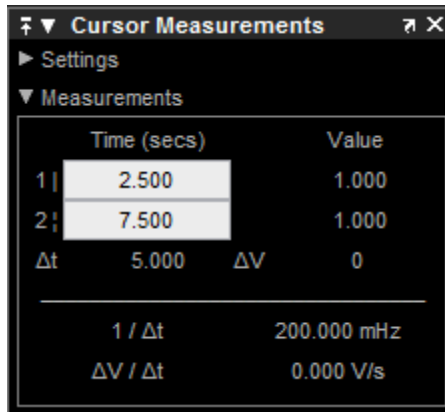 Cursor Measurements
Settings
Measurements
Time (secs) Value
1 | 2.500 1.000
2 ¦ 7.500 1.000
Δt 5.000 ΔV 0
1 / Δt 200.000 mHz
ΔV / Δt 0.000 V/s